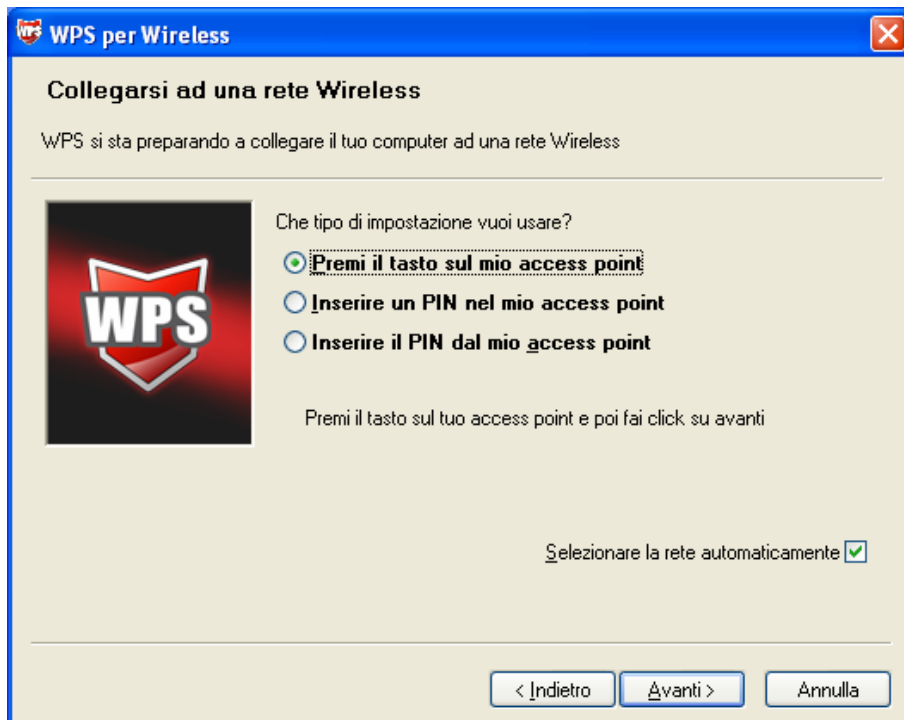 WPS WPS per Wireless
Collegarsi ad una rete Wireless
WPS si sta preparando a collegare il tuo computer ad una rete Wireless
WPS
Che tipo di impostazione vuoi usare?
Premi il tasto sul mio access point
Inserire un PIN nel mio access point
Inserire il PIN dal mio access point
Premi il tasto sul tuo access point e poi fai click su avanti
Selezionare la rete automaticamente
< Indietro Avanti > Annulla